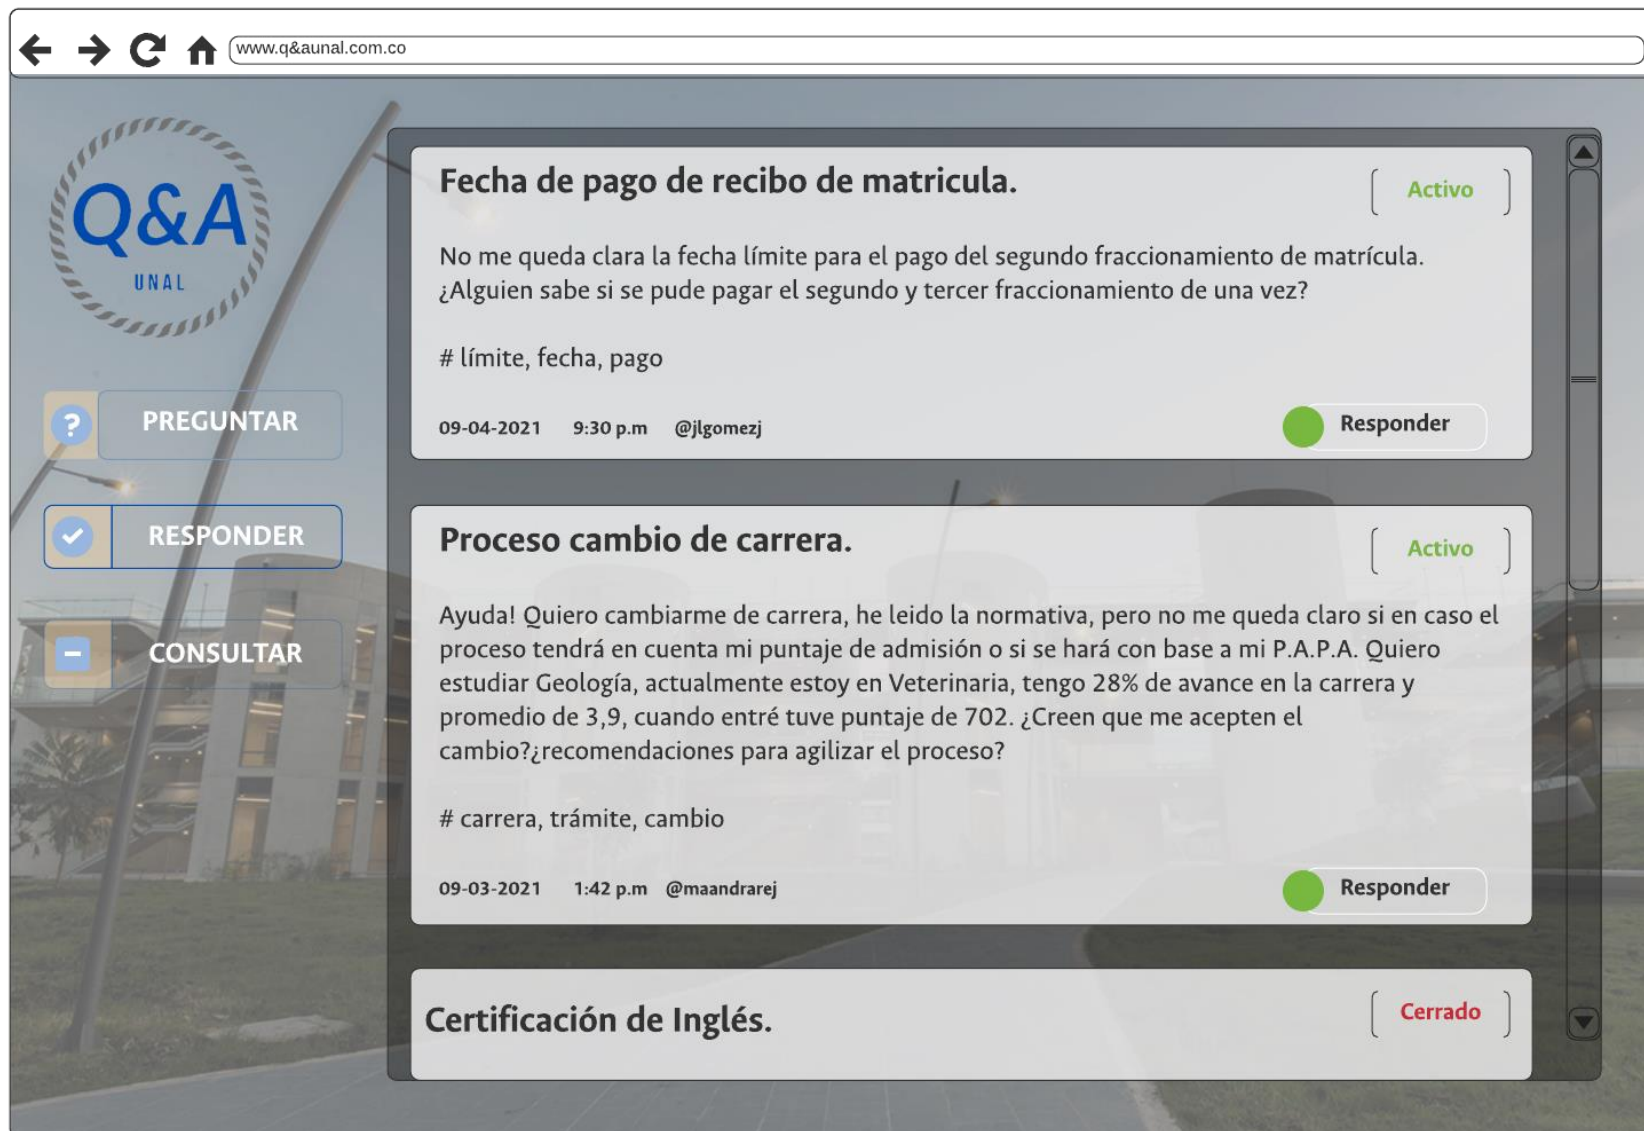 www.q&aunal.com.co
Q&A
UNAL
PREGUNTAR
RESPONDER
CONSULTAR
Fecha de pago de recibo de matricula.
Activo
No me queda clara la fecha límite para el pago del segundo fraccionamiento de matrícula.
¿Alguien sabe si se pude pagar el segundo y tercer fraccionamiento de una vez?
# límite, fecha, pago
09-04-2021 9:30 p.m @jlgomezj
Responder
Proceso cambio de carrera.
Activo
Ayuda! Quiero cambiarme de carrera, he leido la normativa, pero no me queda claro si en caso el
proceso tendrá en cuenta mi puntaje de admisión o si se hará con base a mi P.A.P.A. Quiero
estudiar Geología, actualmente estoy en Veterinaria, tengo 28% de avance en la carrera y
promedio de 3,9, cuando entré tuve puntaje de 702. ¿Creen que me acepten el
cambio?¿recomendaciones para agilizar el proceso?
# carrera, trámite, cambio
09-03-2021 1:42 p.m @maandrarej
Responder
Certificación de Inglés.
Cerrado